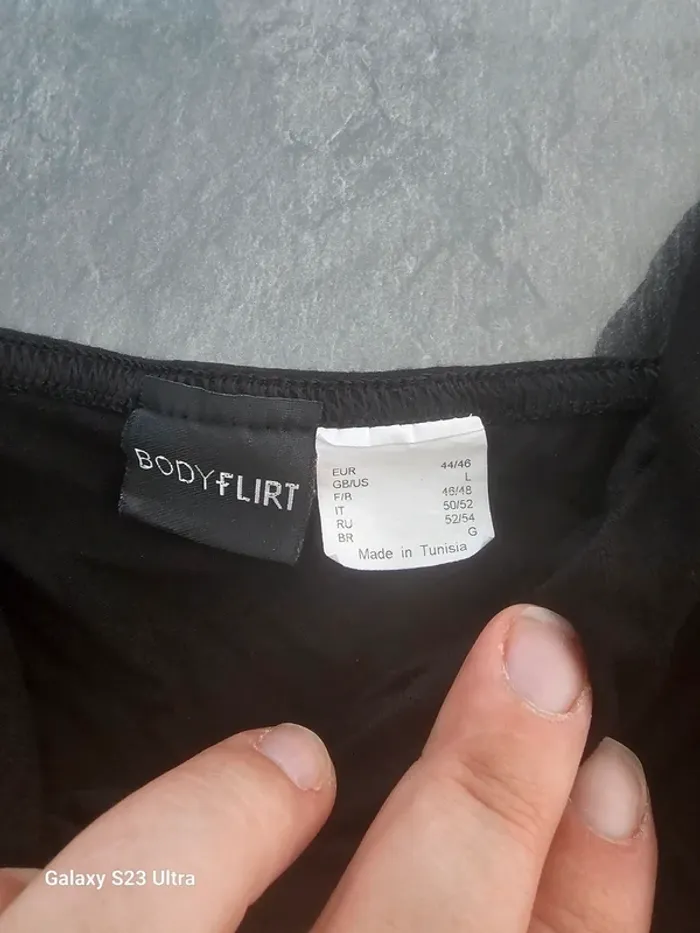 BODYFLIRT
EUR 44/46
GB/US L
F/B 46/48
IT 50/52
RU 52/54
BR G
Made in Tunisia
Galaxy S23 Ultra